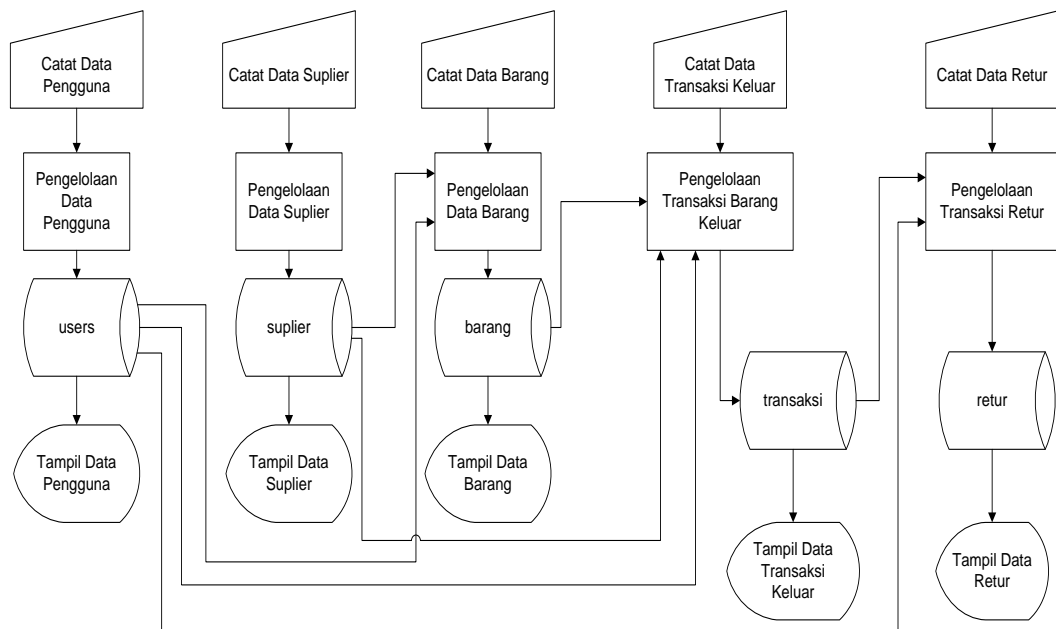 Catat Data
Pengguna
Catat Data Suplier
Catat Data Barang
Catat Data
Transaksi Keluar
Catat Data Retur
Pengelolaan
Data
Pengguna
Pengelolaan
Data Suplier
Pengelolaan
Data Barang
Pengelolaan
Transaksi Barang
Keluar
Pengelolaan
Transaksi Retur
users
suplier
barang
transaksi
retur
Tampil Data
Pengguna
Tampil Data
Suplier
Tampil Data
Barang
Tampil Data
Transaksi
Keluar
Tampil Data
Retur